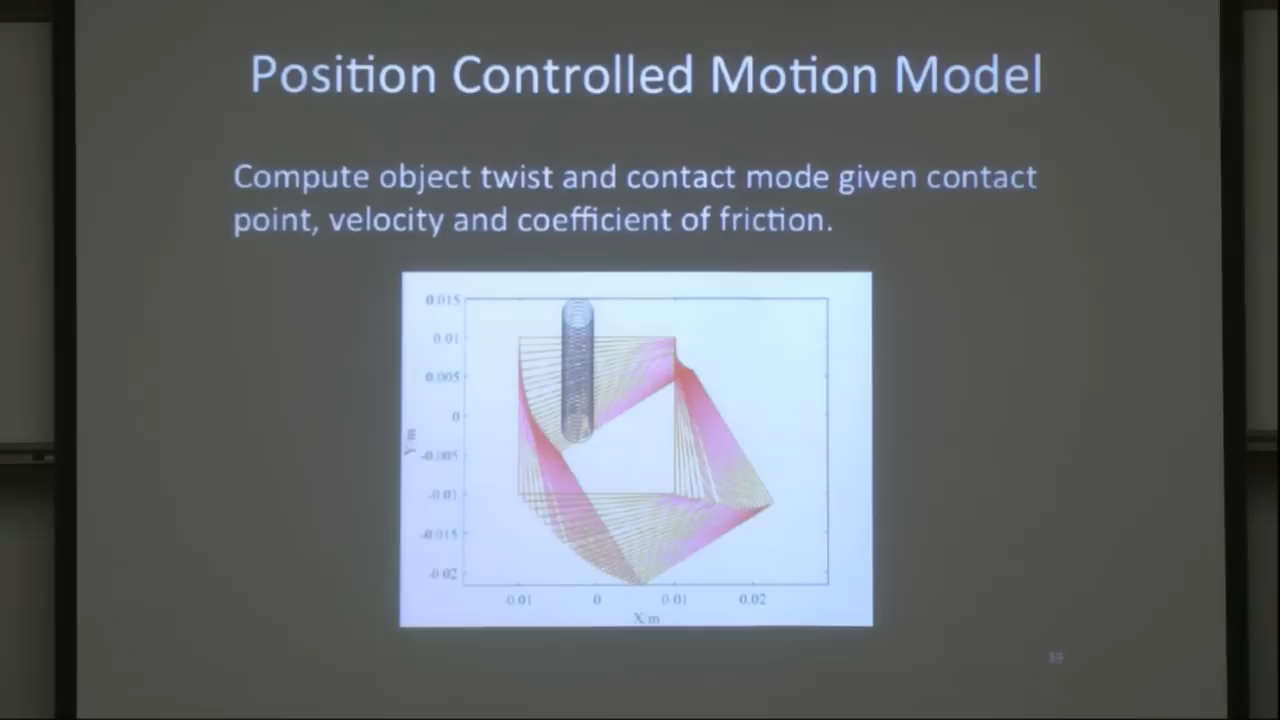 Position Controlled Motion Model
Compute object twist and contact mode given contact
point, velocity and coefficient of friction.
0.015
0.01
0.005
0
-0.005
-0.01
-0.015
-0.02
Y m
-0.01 0 0.01 0.02
X m